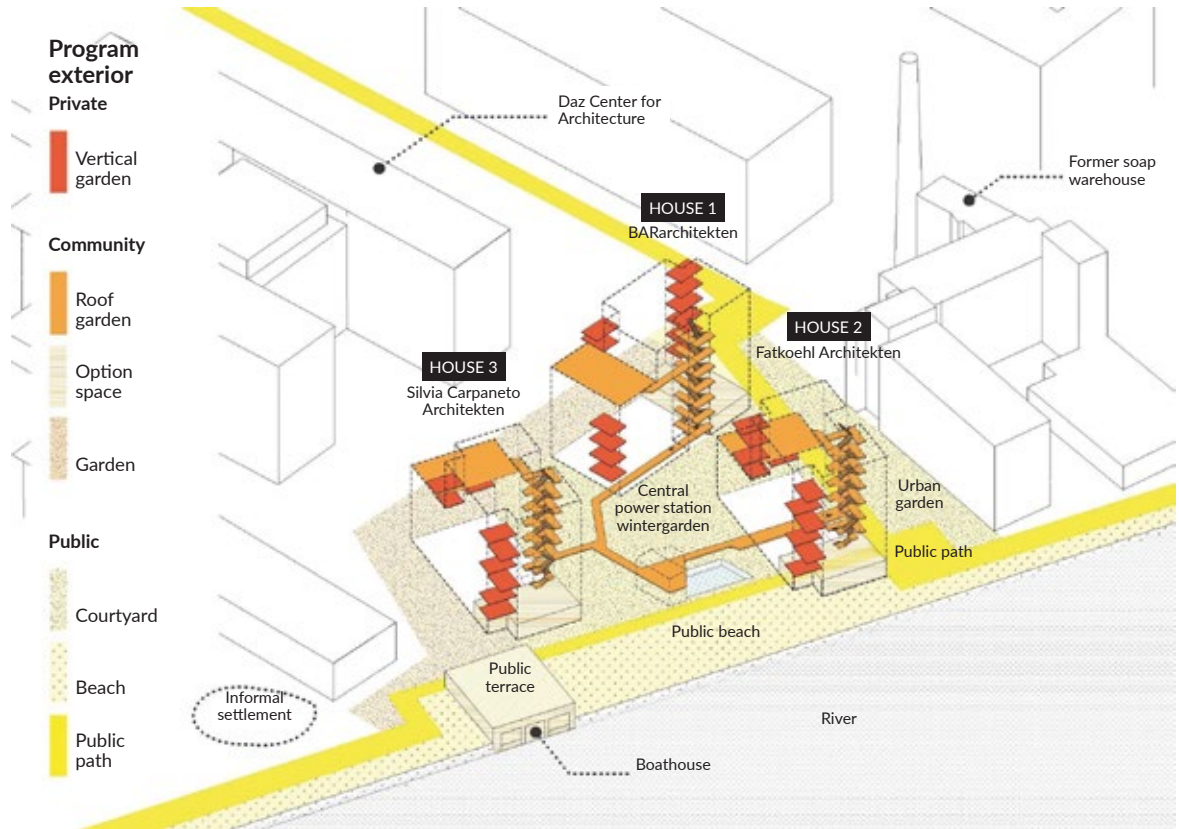 Program
exterior
Private
Vertical
garden
Community
Roof
garden
Option
space
Garden
Public
Courtyard
Beach
Public
path
Daz Center for
Architecture
Former soap
warehouse
HOUSE 1
BARarchitekten
HOUSE 2
Fatkoehl Architekten
HOUSE 3
Silvia Carpaneto
Architekten
Central
power station
wintergarden
Urban
garden
Public path
Public beach
Public
terrace
Informal
settlement
River
Boathouse